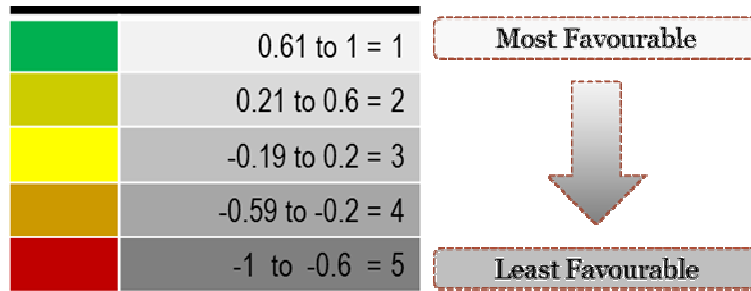 0.61 to 1 = 1
Most Favourable
0.21 to 0.6 = 2
-0.19 to 0.2 = 3
-0.59 to -0.2 = 4
-1 to -0.6 = 5
Least Favourable